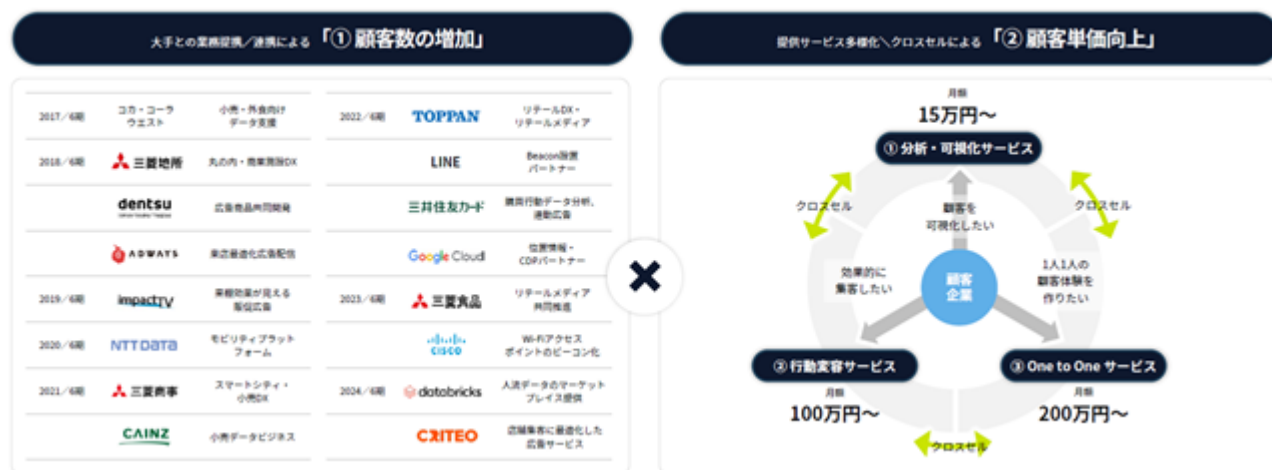 大手との業務提携／連携による「① 顧客数の増加」
提供サービス多様化＼クロスセルによる「② 顧客単価向上」
2017／6期
コカ・コーラ
ウエスト
小売・外食向け
データ支援
2018／6期
三菱地所
丸の内・商業施設DX
dentsu
広告商品共同開発
ADWAYS
来店最適化広告配信
2019／6期
impactTV
来棚効果が見える
販促広告
2020／6期
NTT DATA
モビリティプラット
フォーム
2021／6期
三菱商事
スマートシティ・
小売DX
CAINZ
小売データビジネス
2022／6期
TOPPAN
リテールDX・
リテールメディア
LINE
Beacon設置
パートナー
三井住友カード
購買行動データ分析、
連動広告
Google Cloud
位置情報・
CDPパートナー
2023／6期
三菱食品
リテールメディア
共同推進
CISCO
Wi-Fiアクセス
ポイントのビーコン化
2024／6期
databricks
人流データのマーケット
プレイス提供
CRITEO
店舗集客に最適化した
広告サービス
月額
15万円～
① 分析・可視化サービス
クロスセル
顧客を
可視化したい
クロスセル
効果的に
集客したい
顧客
企業
1人1人の
顧客体験を
作りたい
② 行動変容サービス
月額
100万円～
③ One to One サービス
月額
200万円～
クロスセル